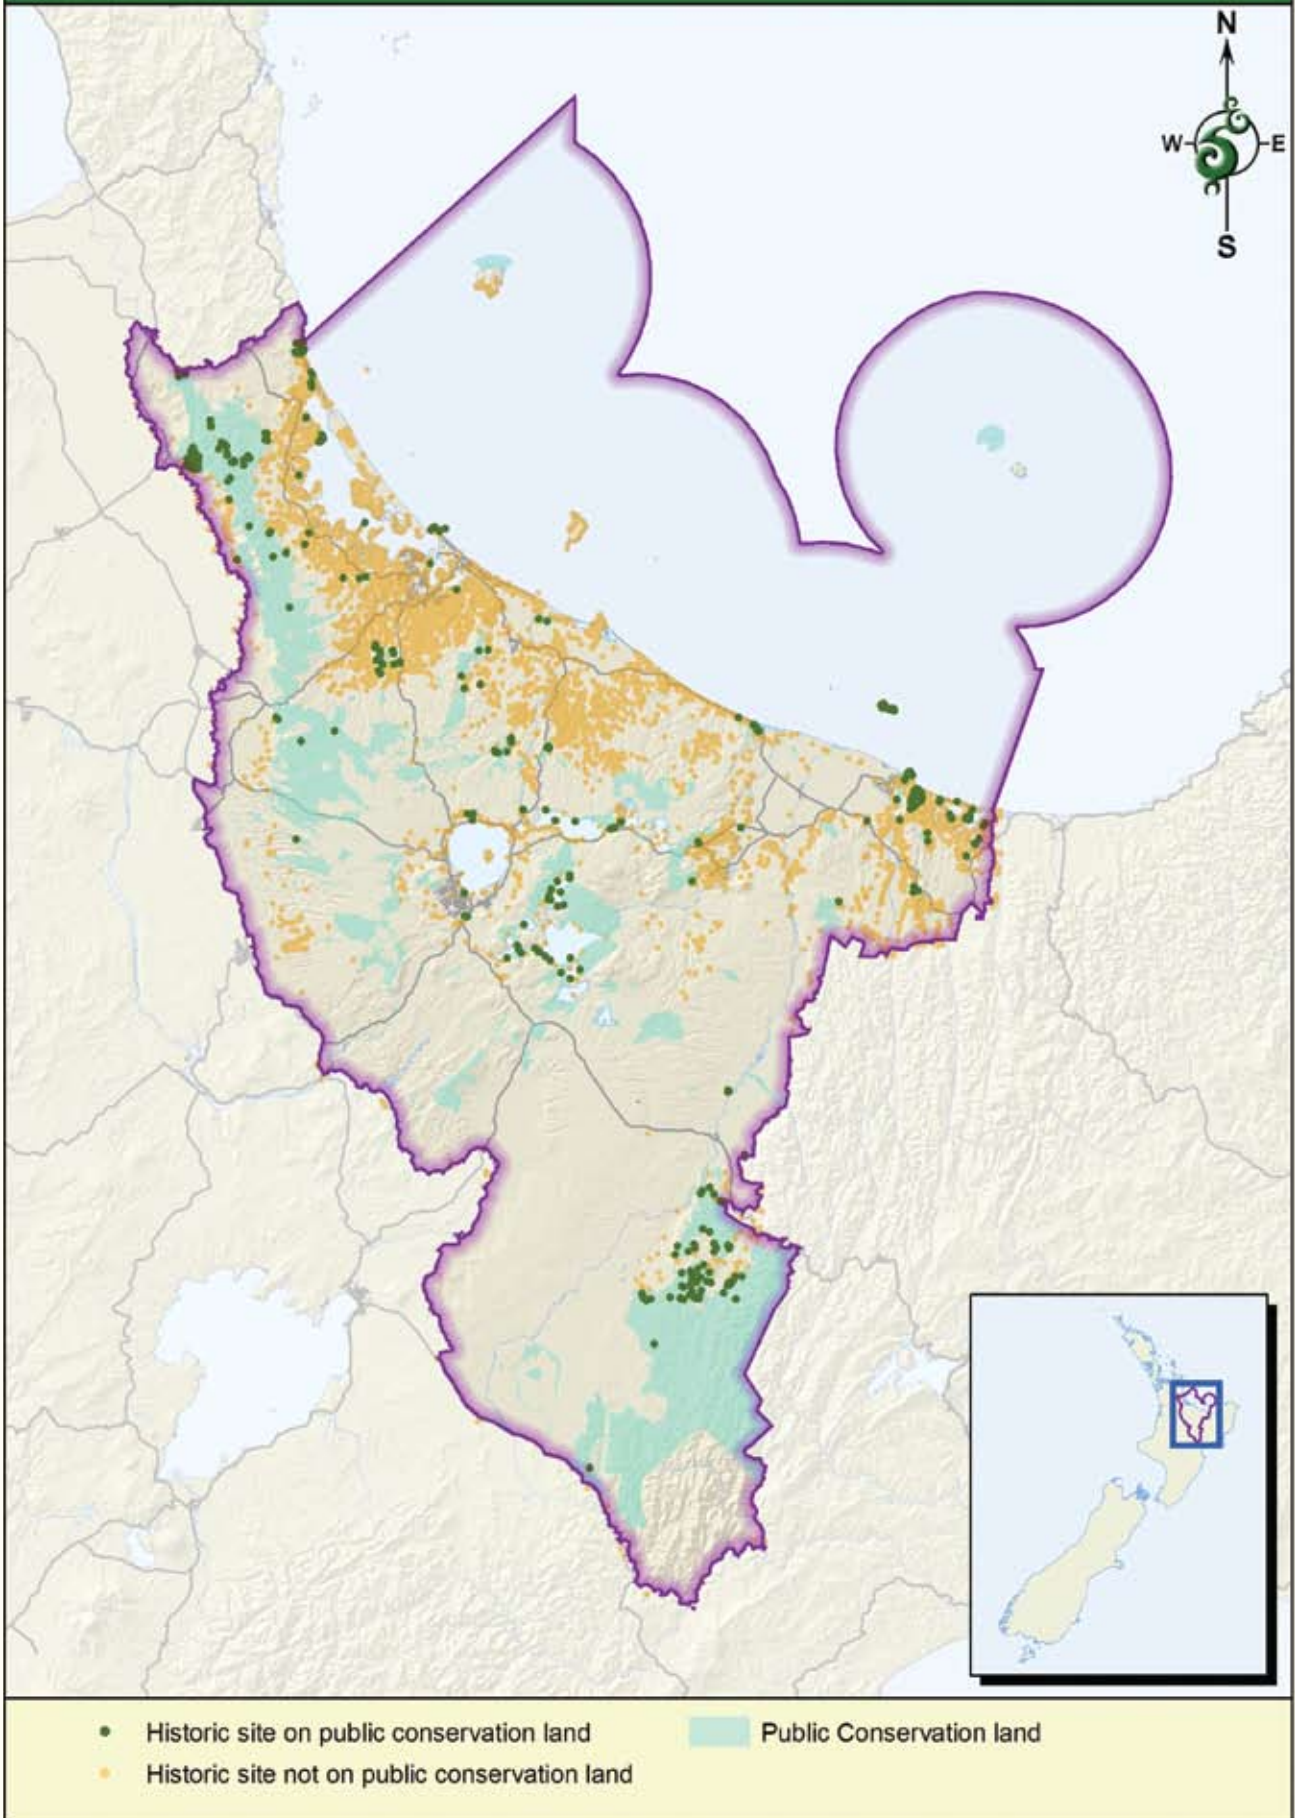 N
W E
S
Historic site on public conservation land
Public Conservation land
Historic site not on public conservation land